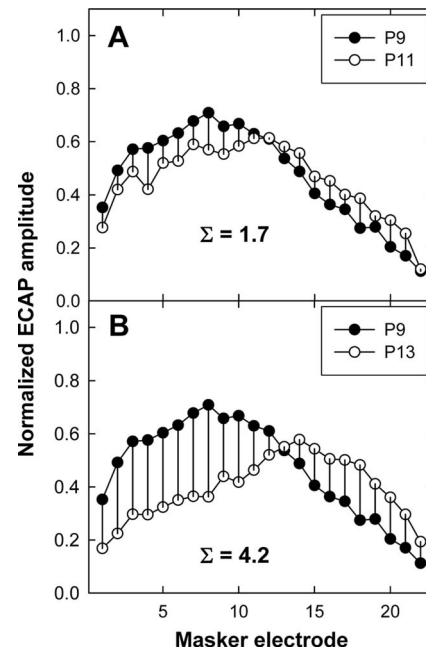 A
P9
P11
1.0
0.8
0.6
0.4
0.2
0.0
Σ = 1.7
B
P9
P13
1.0
0.8
0.6
0.4
0.2
0.0
Σ = 4.2
5 10 15 20
Normalized ECAP amplitude
Masker electrode